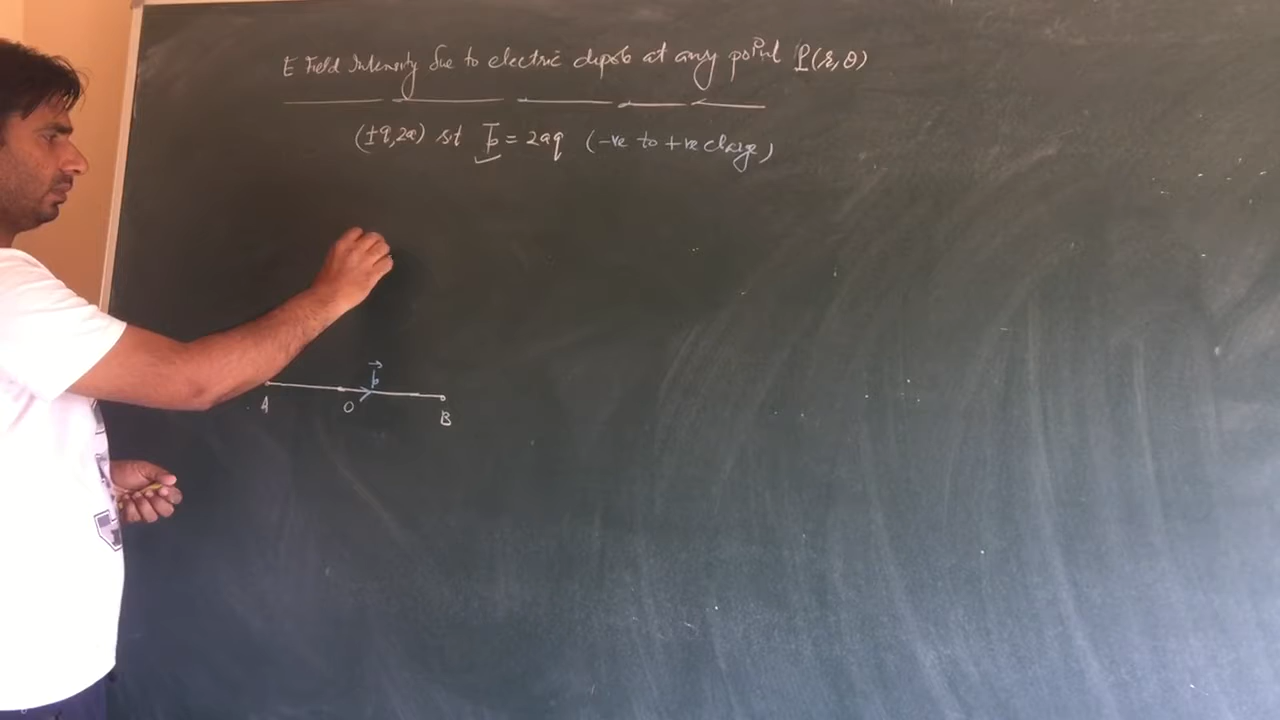 E Field Intensity due to electric dipole at any point P(r,θ)
(±q,2a) st p⃗ = 2aq (-ve to +ve charge)
p⃗
A O B